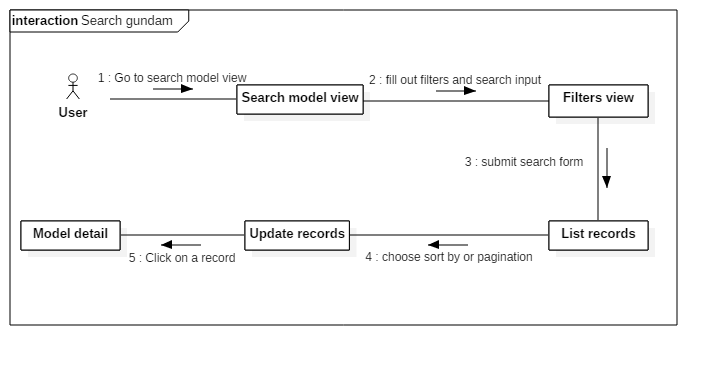 interaction Search gundam
1 : Go to search model view
2 : fill out filters and search input
User
Search model view
Filters view
3 : submit search form
Model detail
Update records
List records
5 : Click on a record
4 : choose sort by or pagination